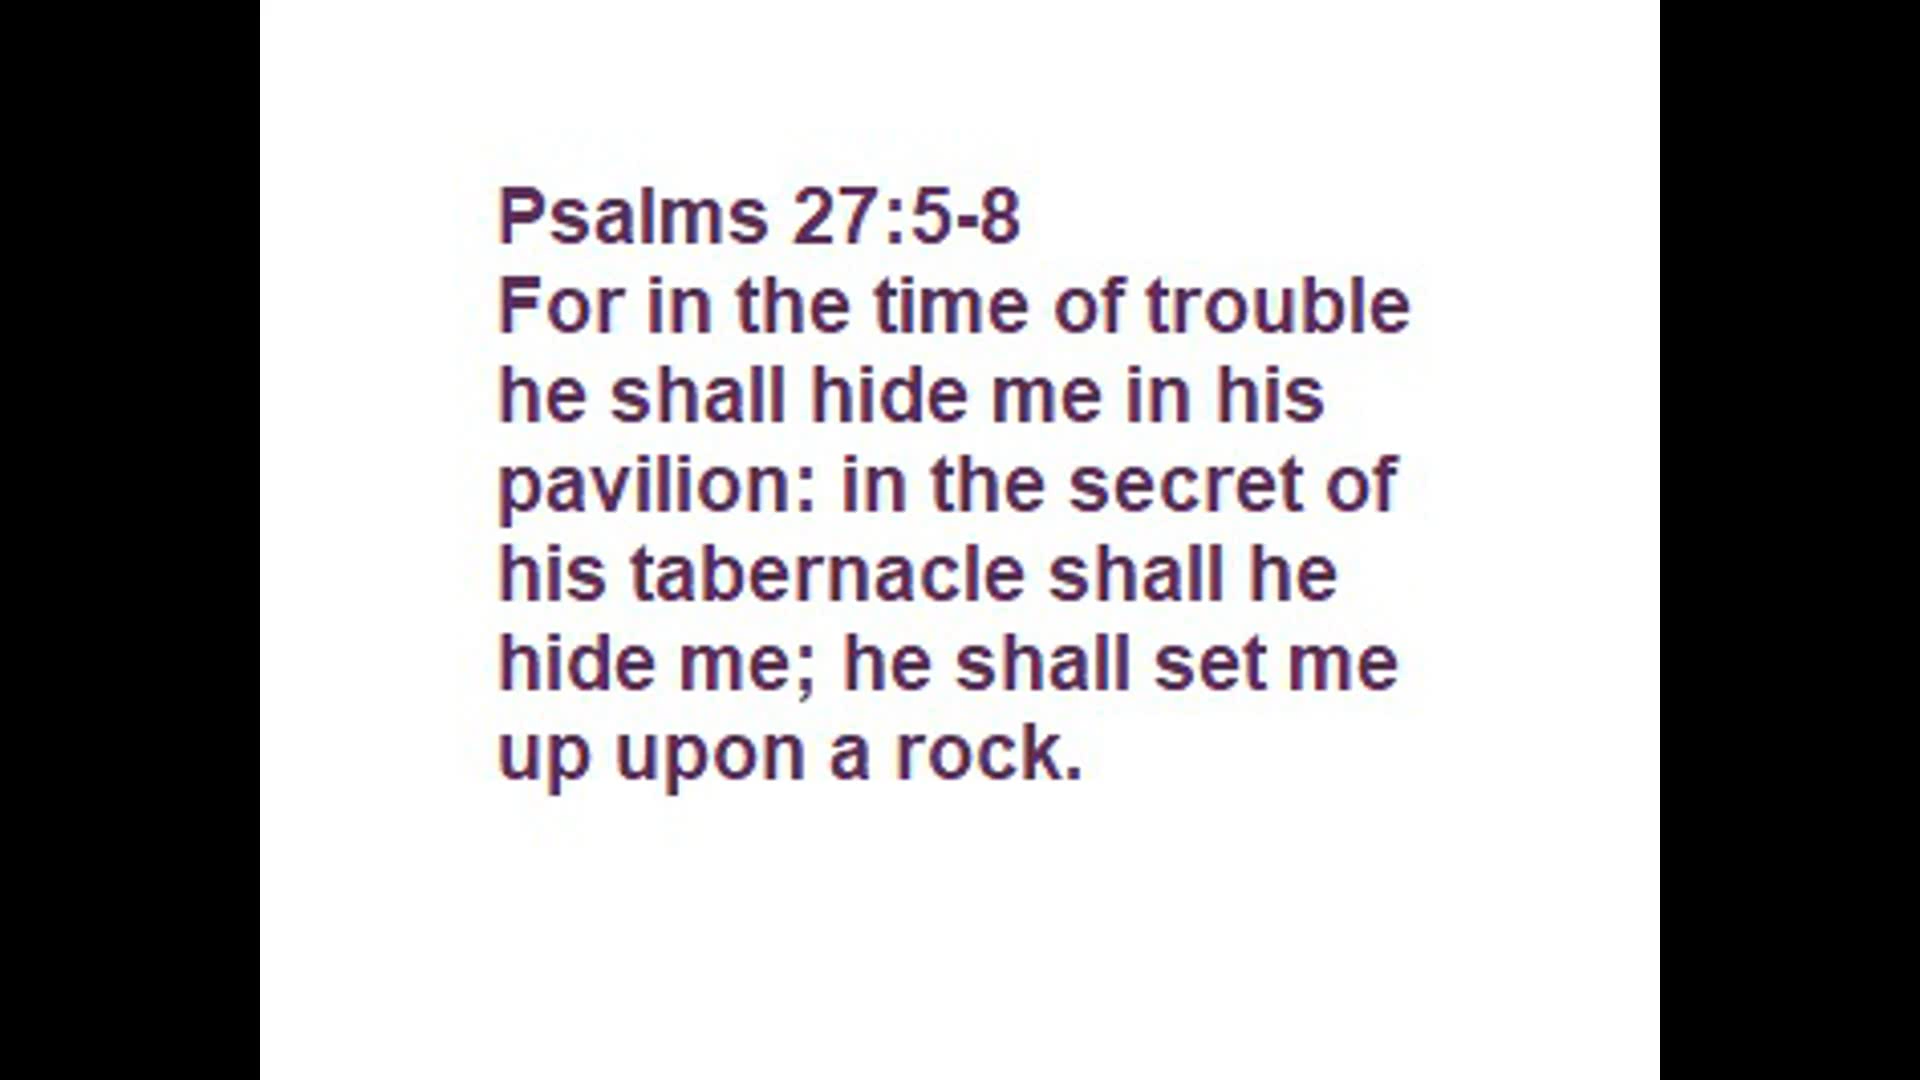 Psalms 27:5-8
For in the time of trouble
he shall hide me in his
pavilion: in the secret of
his tabernacle shall he
hide me; he shall set me
up upon a rock.